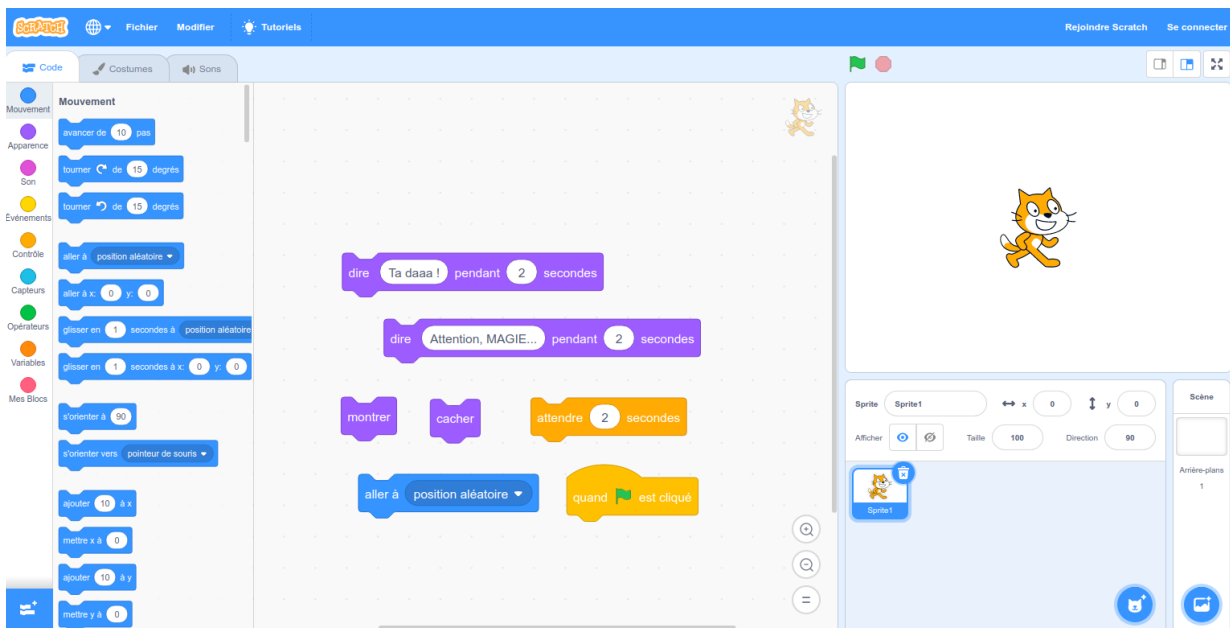 SCRATCH Fichier Modifier Tutoriels Rejoindre Scratch Se connecter
Code Costumes Sons
Mouvement
Apparence
Son
Événements
Contrôle
Capteurs
Opérateurs
Variables
Mes Blocs
Mouvement
avancer de 10 pas
tourner de 15 degrés
tourner de 15 degrés
aller à position aléatoire
aller à x: 0 y: 0
glisser en 1 secondes à position aléatoire
glisser en 1 secondes à x: 0 y: 0
s'orienter à 90
s'orienter vers pointeur de souris
ajouter 10 à x
mettre x à 0
ajouter 10 à y
mettre y à 0
dire Ta daaa ! pendant 2 secondes
dire Attention, MAGIE... pendant 2 secondes
montrer cacher attendre 2 secondes
aller à position aléatoire quand est cliqué
Sprite Sprite1 x 0 y 0
Afficher Taille 100 Direction 90
Sprite1
Scène
Arrière-plans
1